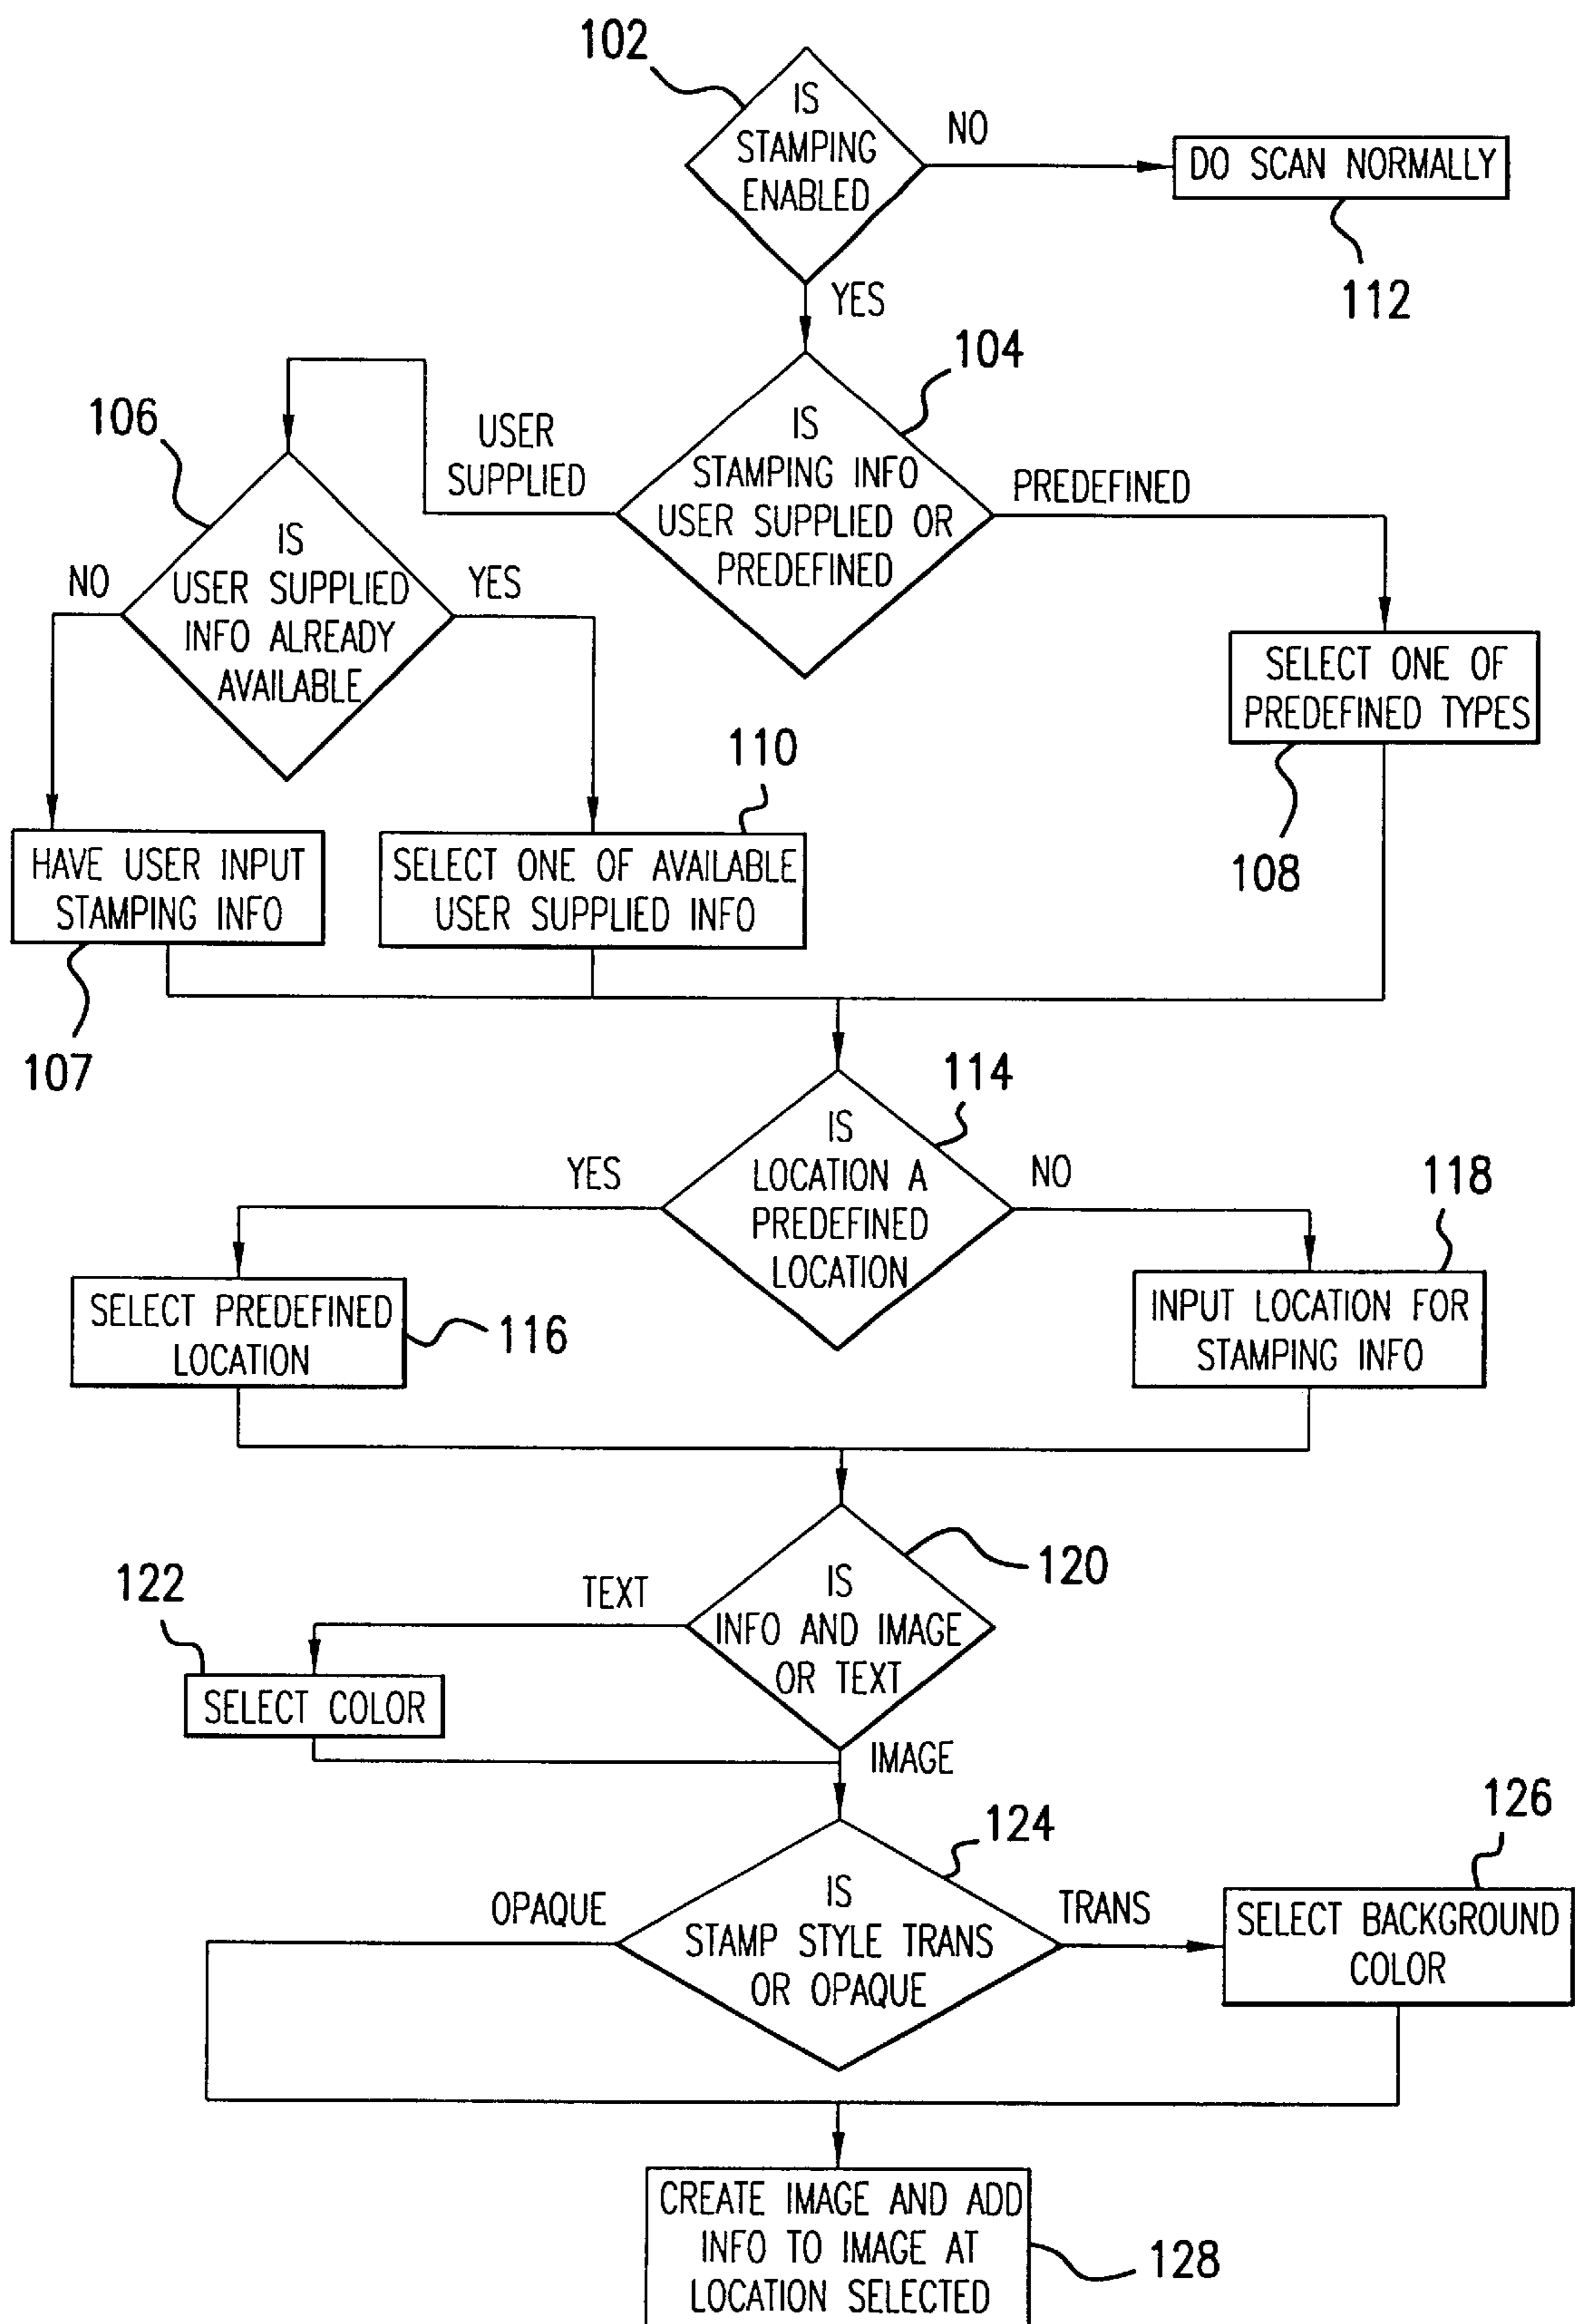 102
IS
STAMPING
ENABLED
NO
DO SCAN NORMALLY
112
YES
104
IS
STAMPING INFO
USER SUPPLIED OR
PREDEFINED
USER
SUPPLIED
PREDEFINED
106
IS
USER SUPPLIED
INFO ALREADY
AVAILABLE
NO
YES
SELECT ONE OF
PREDEFINED TYPES
108
110
HAVE USER INPUT
STAMPING INFO
107
SELECT ONE OF AVAILABLE
USER SUPPLIED INFO
114
IS
LOCATION A
PREDEFINED
LOCATION
YES
NO
118
SELECT PREDEFINED
LOCATION
116
INPUT LOCATION FOR
STAMPING INFO
120
IS
INFO AND IMAGE
OR TEXT
TEXT
122
SELECT COLOR
IMAGE
124
IS
STAMP STYLE TRANS
OR OPAQUE
OPAQUE
TRANS
126
SELECT BACKGROUND
COLOR
CREATE IMAGE AND ADD
INFO TO IMAGE AT
LOCATION SELECTED
128